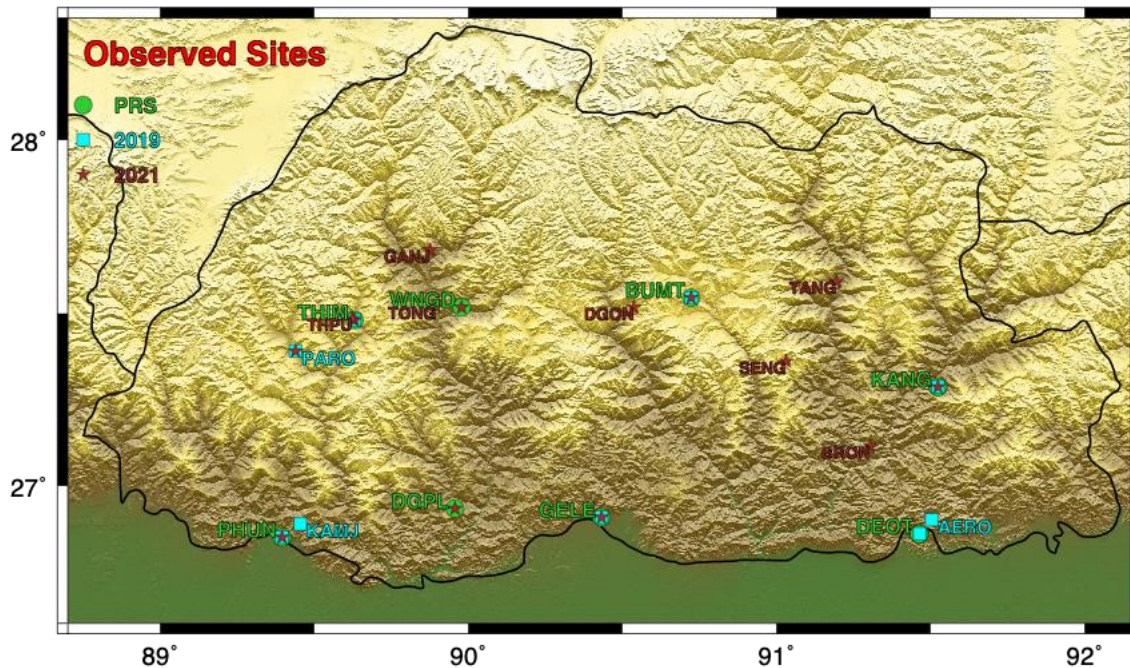 Observed Sites
PRS
28°
2019
2021
GANJ
BUMT
TANG
WNGD
THIM
TONG
DGON
THPU
PARO
SENG
KANG
BRON
27°
DGPL
GELE
PHUN
KAMJ
DEOT
AERO
89°
90°
91°
92°